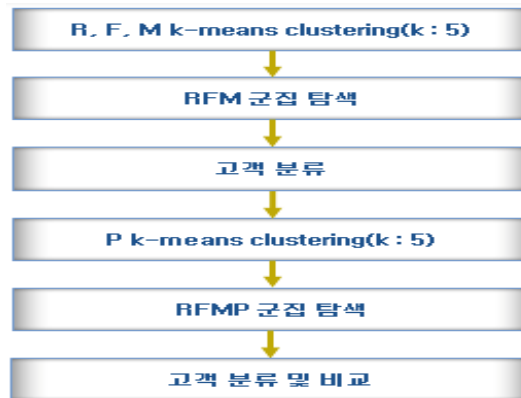 R, F, M k-means clustering(k : 5)
RFM 군집 탐색
고객 분류
P k-means clustering(k : 5)
RFMP 군집 탐색
고객 분류 및 비교